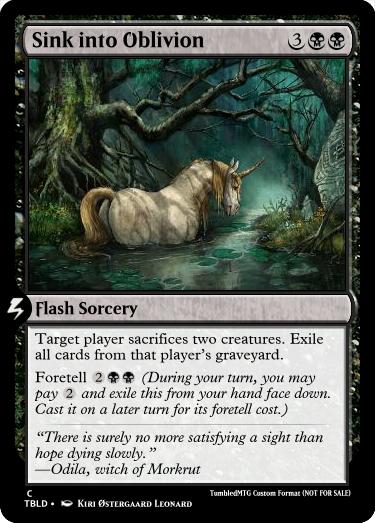 Sink into Oblivion 3
Flash Sorcery
Target player sacrifices two creatures. Exile
all cards from that player's graveyard.
Foretell 2 (During your turn, you may
pay 2 and exile this from your hand face down.
Cast it on a later turn for its foretell cost.)
"There is surely no more satisfying a sight than
hope dying slowly."
—Odila, witch of Morkrut
C
TBLD • Kiri Østergaard Leonard
TumbledMTG Custom Format (NOT FOR SALE)